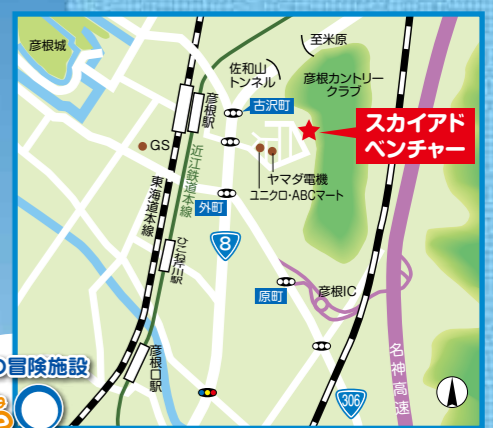 彦根城
至米原
佐和山
トンネル
彦根カントリー
クラブ
古沢町
彦根駅
スカイアド
ベンチャー
GS
近江鉄道本線
ヤマダ電機
ユニクロ・ABCマート
東海道本線
外町
8
ひこね芹川駅
原町
彦根IC
彦根口駅
名神高速
306
の冒険施設